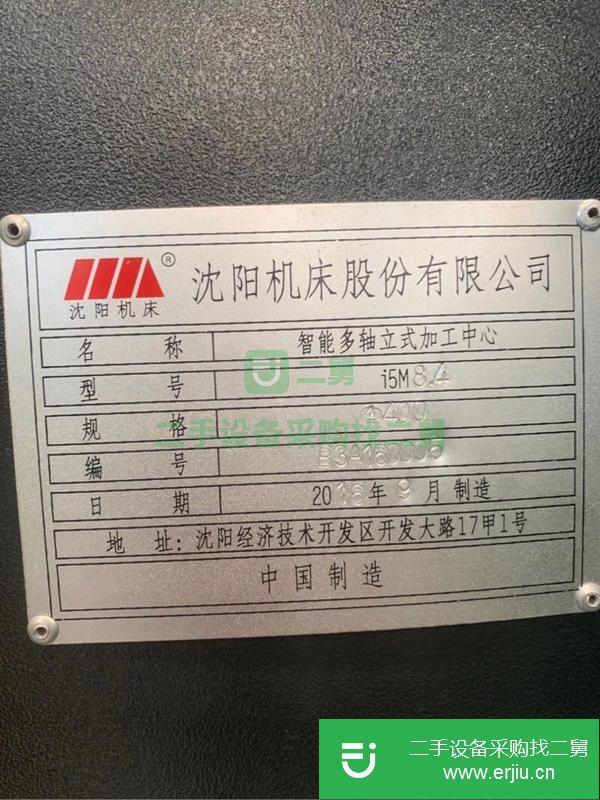 沈阳机床®
沈阳机床股份有限公司
名 称 智能多轴立式加工中心
型 号 i5M8.4
二舅
规 格 Φ400
二手设备采购找二舅
编 号
日 期 2016年9月制造
地 址: 沈阳经济技术开发区开发大路17甲1号
中国制造
二手设备采购找二舅
www.erjiu.cn